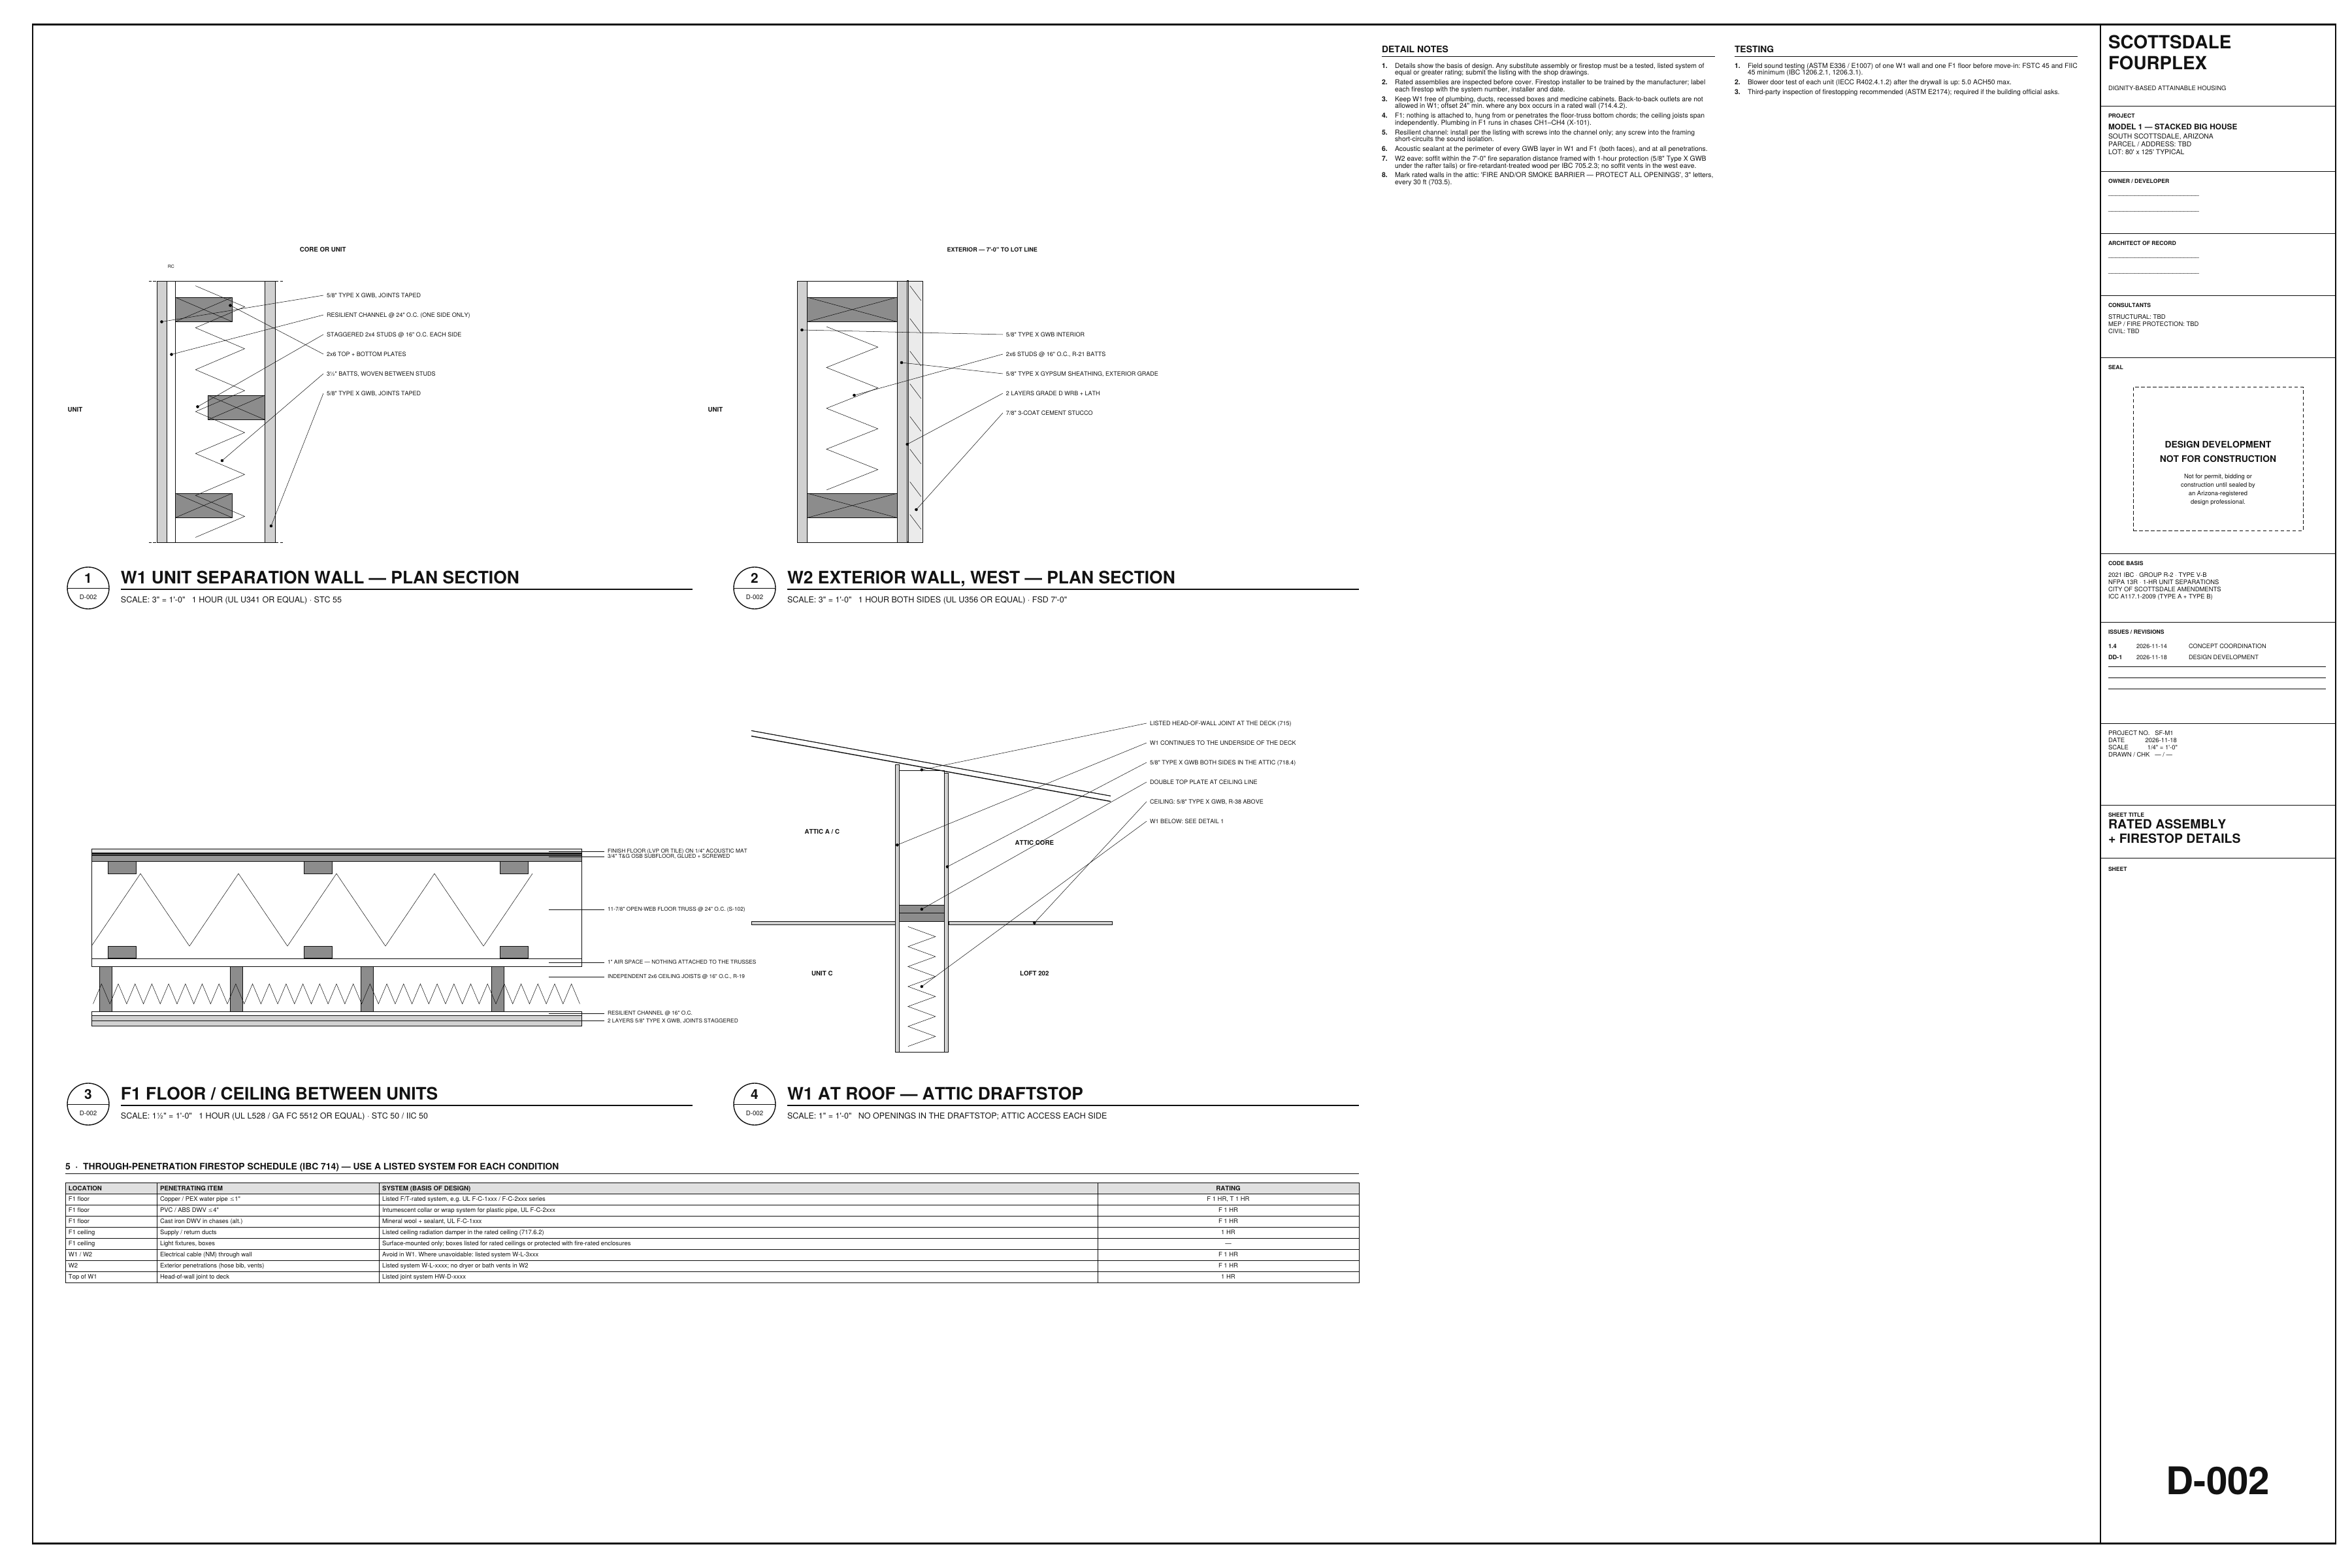 DETAIL NOTES
1. Details show the basis of design. Any substitute assembly or firestop must be a tested, listed system of
equal or greater rating; submit the listing with the shop drawings.
2. Rated assemblies are inspected before cover. Firestop installer to be trained by the manufacturer; label
each firestop with the system number, installer and date.
3. Keep W1 free of plumbing, ducts, recessed boxes and medicine cabinets. Back-to-back outlets are not
allowed in W1; offset 24" min. where any box occurs in a rated wall (714.4.2).
4. F1: nothing is attached to, hung from or penetrates the floor-truss bottom chords; the ceiling joists span
independently. Plumbing in F1 runs in chases CH1–CH4 (X-101).
5. Resilient channel: install per the listing with screws into the channel only; any screw into the framing
short-circuits the sound isolation.
6. Acoustic sealant at the perimeter of every GWB layer in W1 and F1 (both faces), and at all penetrations.
7. W2 eave: soffit within the 7'-0" fire separation distance framed with 1-hour protection (5/8" Type X GWB
under the rafter tails) or fire-retardant-treated wood per IBC 705.2.3; no soffit vents in the west eave.
8. Mark rated walls in the attic: 'FIRE AND/OR SMOKE BARRIER — PROTECT ALL OPENINGS', 3" letters,
every 30 ft (703.5).
TESTING
1. Field sound testing (ASTM E336 / E1007) of one W1 wall and one F1 floor before move-in: FSTC 45 and FIIC
45 minimum (IBC 1206.2.1, 1206.3.1).
2. Blower door test of each unit (IECC R402.4.1.2) after the drywall is up: 5.0 ACH50 max.
3. Third-party inspection of firestopping recommended (ASTM E2174); required if the building official asks.
CORE OR UNIT
RC
5/8" TYPE X GWB, JOINTS TAPED
RESILIENT CHANNEL @ 24" O.C. (ONE SIDE ONLY)
STAGGERED 2x4 STUDS @ 16" O.C. EACH SIDE
2x6 TOP + BOTTOM PLATES
3½" BATTS, WOVEN BETWEEN STUDS
5/8" TYPE X GWB, JOINTS TAPED
UNIT
1
D-002
W1 UNIT SEPARATION WALL — PLAN SECTION
SCALE: 3" = 1'-0" 1 HOUR (UL U341 OR EQUAL) · STC 55
EXTERIOR — 7'-0" TO LOT LINE
5/8" TYPE X GWB INTERIOR
2x6 STUDS @ 16" O.C., R-21 BATTS
5/8" TYPE X GYPSUM SHEATHING, EXTERIOR GRADE
2 LAYERS GRADE D WRB + LATH
7/8" 3-COAT CEMENT STUCCO
UNIT
2
D-002
W2 EXTERIOR WALL, WEST — PLAN SECTION
SCALE: 3" = 1'-0" 1 HOUR BOTH SIDES (UL U356 OR EQUAL) · FSD 7'-0"
FINISH FLOOR (LVP OR TILE) ON 1/4" ACOUSTIC MAT
3/4" T&G OSB SUBFLOOR, GLUED + SCREWED
11-7/8" OPEN-WEB FLOOR TRUSS @ 24" O.C. (S-102)
1" AIR SPACE — NOTHING ATTACHED TO THE TRUSSES
INDEPENDENT 2x6 CEILING JOISTS @ 16" O.C., R-19
RESILIENT CHANNEL @ 16" O.C.
2 LAYERS 5/8" TYPE X GWB, JOINTS STAGGERED
3
D-002
F1 FLOOR / CEILING BETWEEN UNITS
SCALE: 1½" = 1'-0" 1 HOUR (UL L528 / GA FC 5512 OR EQUAL) · STC 50 / IIC 50
LISTED HEAD-OF-WALL JOINT AT THE DECK (715)
W1 CONTINUES TO THE UNDERSIDE OF THE DECK
5/8" TYPE X GWB BOTH SIDES IN THE ATTIC (718.4)
DOUBLE TOP PLATE AT CEILING LINE
CEILING: 5/8" TYPE X GWB, R-38 ABOVE
W1 BELOW: SEE DETAIL 1
ATTIC A / C
ATTIC CORE
UNIT C
LOFT 202
4
D-002
W1 AT ROOF — ATTIC DRAFTSTOP
SCALE: 1" = 1'-0" NO OPENINGS IN THE DRAFTSTOP; ATTIC ACCESS EACH SIDE
5 · THROUGH-PENETRATION FIRESTOP SCHEDULE (IBC 714) — USE A LISTED SYSTEM FOR EACH CONDITION
LOCATION PENETRATING ITEM SYSTEM (BASIS OF DESIGN) RATING
F1 floor Copper / PEX water pipe ≤1" Listed F/T-rated system, e.g. UL F-C-1xxx / F-C-2xxx series F 1 HR, T 1 HR
F1 floor PVC / ABS DWV ≤4" Intumescent collar or wrap system for plastic pipe, UL F-C-2xxx F 1 HR
F1 floor Cast iron DWV in chases (alt.) Mineral wool + sealant, UL F-C-1xxx F 1 HR
F1 ceiling Supply / return ducts Listed ceiling radiation damper in the rated ceiling (717.6.2) 1 HR
F1 ceiling Light fixtures, boxes Surface-mounted only; boxes listed for rated ceilings or protected with fire-rated enclosures —
W1 / W2 Electrical cable (NM) through wall Avoid in W1. Where unavoidable: listed system W-L-3xxx F 1 HR
W2 Exterior penetrations (hose bib, vents) Listed system W-L-xxxx; no dryer or bath vents in W2 F 1 HR
Top of W1 Head-of-wall joint to deck Listed joint system HW-D-xxxx 1 HR
SCOTTSDALE
FOURPLEX
DIGNITY-BASED ATTAINABLE HOUSING
PROJECT
MODEL 1 — STACKED BIG HOUSE
SOUTH SCOTTSDALE, ARIZONA
PARCEL / ADDRESS: TBD
LOT: 80' x 125' TYPICAL
OWNER / DEVELOPER
ARCHITECT OF RECORD
CONSULTANTS
STRUCTURAL: TBD
MEP / FIRE PROTECTION: TBD
CIVIL: TBD
SEAL
DESIGN DEVELOPMENT
NOT FOR CONSTRUCTION
Not for permit, bidding or
construction until sealed by
an Arizona-registered
design professional.
CODE BASIS
2021 IBC · GROUP R-2 · TYPE V-B
NFPA 13R · 1-HR UNIT SEPARATIONS
CITY OF SCOTTSDALE AMENDMENTS
ICC A117.1-2009 (TYPE A + TYPE B)
ISSUES / REVISIONS
1.4 2026-11-14 CONCEPT COORDINATION
DD-1 2026-11-18 DESIGN DEVELOPMENT
PROJECT NO. SF-M1
DATE 2026-11-18
SCALE 1/4" = 1'-0"
DRAWN / CHK — / —
SHEET TITLE
RATED ASSEMBLY
+ FIRESTOP DETAILS
SHEET
D-002